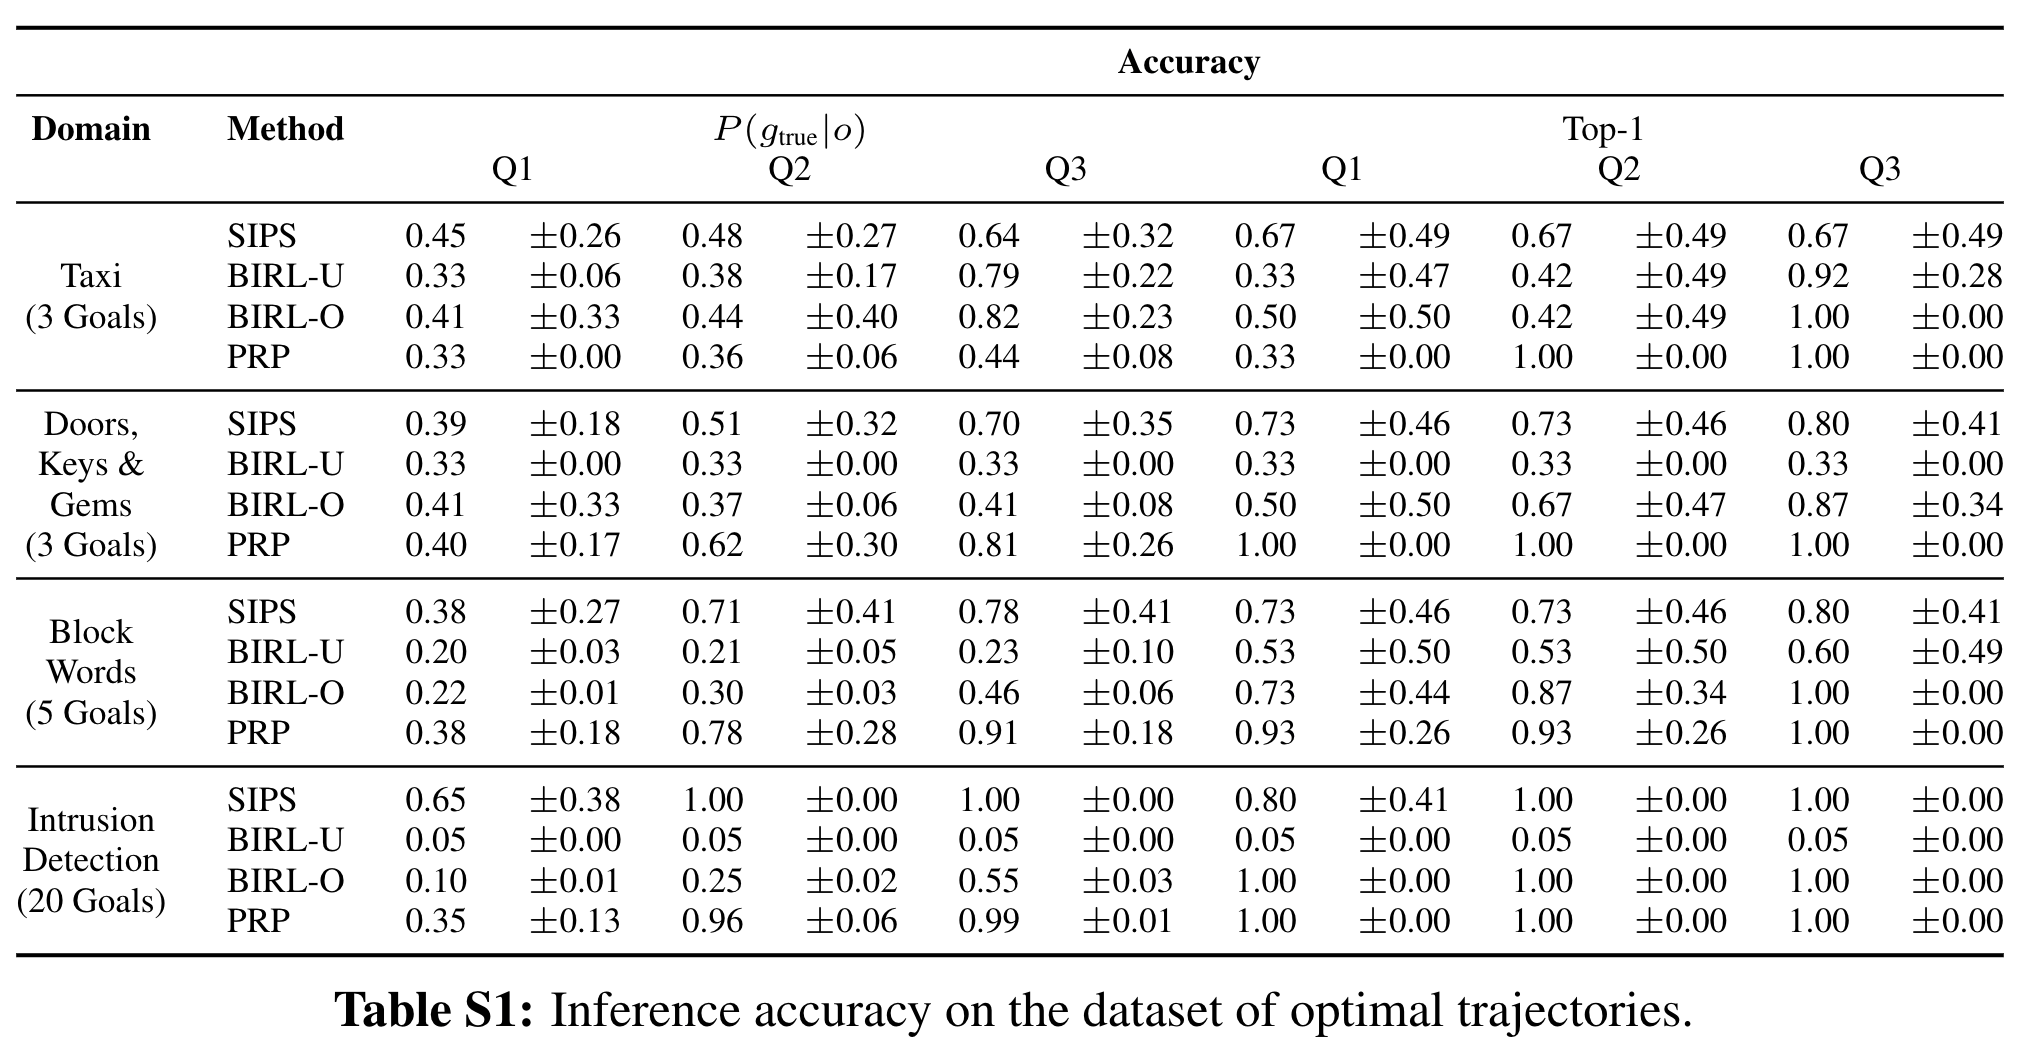 Accuracy
Domain Method P(g_true|o) Top-1
Q1 Q2 Q3 Q1 Q2 Q3
Taxi
(3 Goals)
SIPS 0.45 ±0.26 0.48 ±0.27 0.64 ±0.32 0.67 ±0.49 0.67 ±0.49 0.67 ±0.49
BIRL-U 0.33 ±0.06 0.38 ±0.17 0.79 ±0.22 0.33 ±0.47 0.42 ±0.49 0.92 ±0.28
BIRL-O 0.41 ±0.33 0.44 ±0.40 0.82 ±0.23 0.50 ±0.50 0.42 ±0.49 1.00 ±0.00
PRP 0.33 ±0.00 0.36 ±0.06 0.44 ±0.08 0.33 ±0.00 1.00 ±0.00 1.00 ±0.00
Doors,
Keys &
Gems
(3 Goals)
SIPS 0.39 ±0.18 0.51 ±0.32 0.70 ±0.35 0.73 ±0.46 0.73 ±0.46 0.80 ±0.41
BIRL-U 0.33 ±0.00 0.33 ±0.00 0.33 ±0.00 0.33 ±0.00 0.33 ±0.00 0.33 ±0.00
BIRL-O 0.41 ±0.33 0.37 ±0.06 0.41 ±0.08 0.50 ±0.50 0.67 ±0.47 0.87 ±0.34
PRP 0.40 ±0.17 0.62 ±0.30 0.81 ±0.26 1.00 ±0.00 1.00 ±0.00 1.00 ±0.00
Block
Words
(5 Goals)
SIPS 0.38 ±0.27 0.71 ±0.41 0.78 ±0.41 0.73 ±0.46 0.73 ±0.46 0.80 ±0.41
BIRL-U 0.20 ±0.03 0.21 ±0.05 0.23 ±0.10 0.53 ±0.50 0.53 ±0.50 0.60 ±0.49
BIRL-O 0.22 ±0.01 0.30 ±0.03 0.46 ±0.06 0.73 ±0.44 0.87 ±0.34 1.00 ±0.00
PRP 0.38 ±0.18 0.78 ±0.28 0.91 ±0.18 0.93 ±0.26 0.93 ±0.26 1.00 ±0.00
Intrusion
Detection
(20 Goals)
SIPS 0.65 ±0.38 1.00 ±0.00 1.00 ±0.00 0.80 ±0.41 1.00 ±0.00 1.00 ±0.00
BIRL-U 0.05 ±0.00 0.05 ±0.00 0.05 ±0.00 0.05 ±0.00 0.05 ±0.00 0.05 ±0.00
BIRL-O 0.10 ±0.01 0.25 ±0.02 0.55 ±0.03 1.00 ±0.00 1.00 ±0.00 1.00 ±0.00
PRP 0.35 ±0.13 0.96 ±0.06 0.99 ±0.01 1.00 ±0.00 1.00 ±0.00 1.00 ±0.00
Table S1: Inference accuracy on the dataset of optimal trajectories.